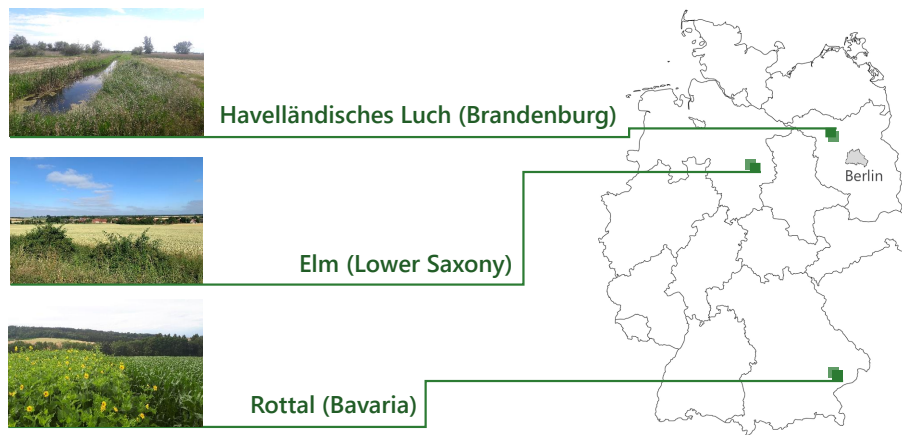 Havelländisches Luch (Brandenburg)
Berlin
Elm (Lower Saxony)
Rottal (Bavaria)